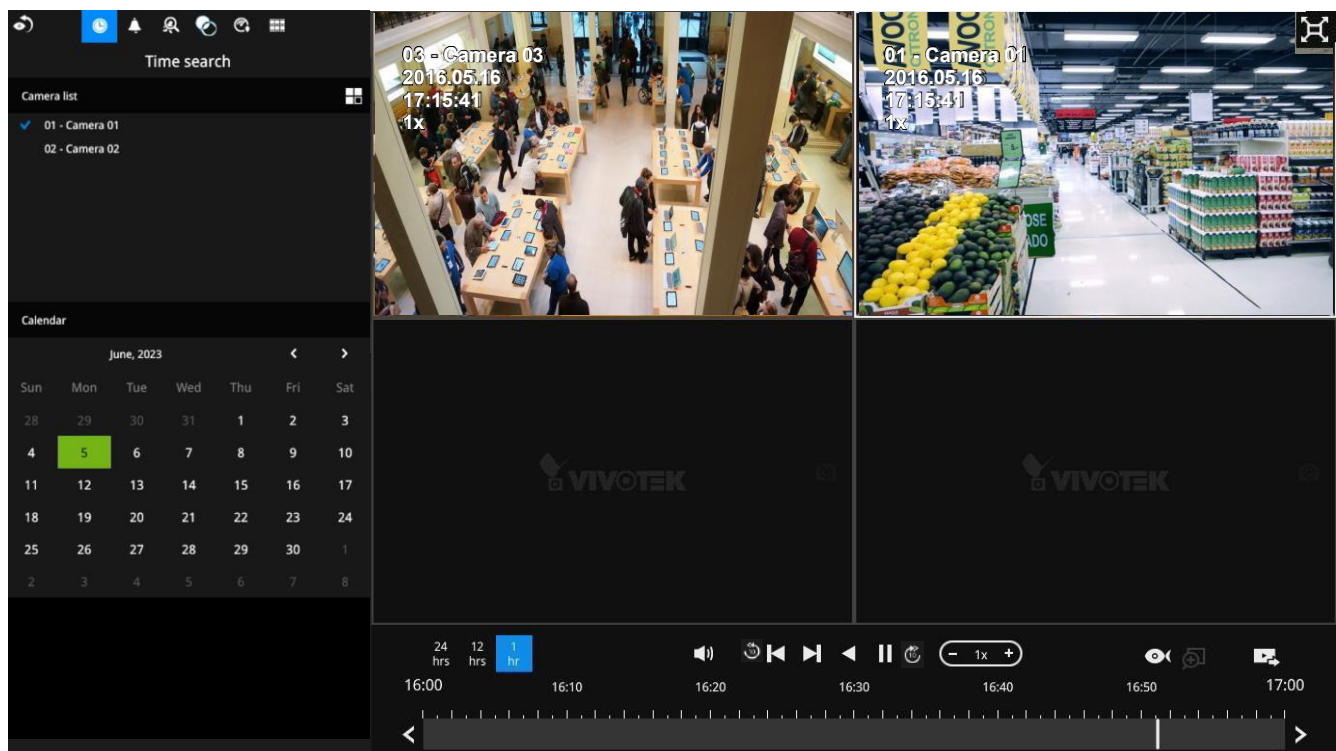 Time search
Camera list
01 - Camera 01
02 - Camera 02
Calendar
June, 2023
Sun Mon Tue Wed Thu Fri Sat
28 29 30 31 1 2 3
4 5 6 7 8 9 10
11 12 13 14 15 16 17
18 19 20 21 22 23 24
25 26 27 28 29 30 1
2 3 4 5 6 7 8
03 - Camera 03
2016.05.16
17:15:41
1x
01 - Camera 01
2016.05.16
17:15:41
1x
OSE
ADO
VIVOTEK
VIVOTEK
24 hrs 12 hrs 1 hr
10 10 - 1x +
16:00 16:10 16:20 16:30 16:40 16:50 17:00